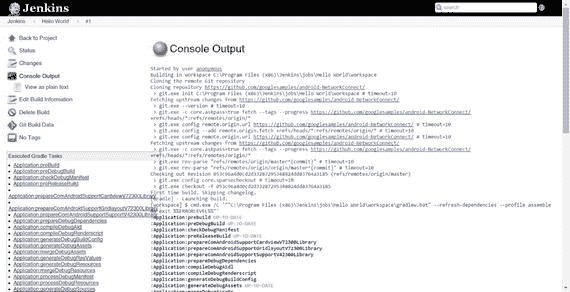 Jenkins
search
Jenkins
Hello World
#1
Back to Project
Status
Changes
Console Output
View as plain text
Edit Build Information
Delete Build
Git Build Data
No Tags
Executed Gradle Tasks
Application:preBuild
Application:preDebugBuild
Application:checkDebugManifest
Application:preReleaseBuild
Application:prepareComAndroidSupportCardviewV72300Library
Application:prepareComAndroidSupportGridlayoutV72300Library
Application:prepareComAndroidSupportSupportV42300Library
Application:prepareDebugDependencies
Application:compileDebugAidl
Application:compileDebugRenderscript
Application:generateDebugBuildConfig
Application:generateDebugAssets
Application:mergeDebugAssets
Application:generateDebugResValues
Application:generateDebugResources
Application:mergeDebugResources
Application:processDebugManifest
Application:processDebugResources
Application:generateDebugSources
Console Output
Started by user anonymous
Building in workspace C:\Program Files (x86)\Jenkins\jobs\Hello World\workspace
Cloning the remote Git repository
Cloning repository https://github.com/googlesamples/android-NetworkConnect/
> git.exe init C:\Program Files (x86)\Jenkins\jobs\Hello World\workspace # timeout=10
Fetching upstream changes from https://github.com/googlesamples/android-NetworkConnect/
> git.exe --version # timeout=10
> git.exe -c core.askpass=true fetch --tags --progress https://github.com/googlesamples/android-NetworkConnect/
+refs/heads/*:refs/remotes/origin/*
> git.exe config remote.origin.url https://github.com/googlesamples/android-NetworkConnect/ # timeout=10
> git.exe config --add remote.origin.fetch +refs/heads/*:refs/remotes/origin/* # timeout=10
> git.exe config remote.origin.url https://github.com/googlesamples/android-NetworkConnect/ # timeout=10
Fetching upstream changes from https://github.com/googlesamples/android-NetworkConnect/
> git.exe -c core.askpass=true fetch --tags --progress https://github.com/googlesamples/android-NetworkConnect/
+refs/heads/*:refs/remotes/origin/*
> git.exe rev-parse "refs/remotes/origin/master^{commit}" # timeout=10
> git.exe rev-parse "refs/remotes/origin/origin/master^{commit}" # timeout=10
Checking out Revision (refs/remotes/origin/master)
> git.exe config core.sparsecheckout # timeout=10
> git.exe checkout -f
First time build. Skipping changelog.
[Gradle] - Launching build.
[workspace] $ cmd.exe /C --refresh-dependencies --profile assemble
&& exit %%ERRORLEVEL%%"
:Application:preBuild UP-TO-DATE
:Application:preDebugBuild UP-TO-DATE
:Application:checkDebugManifest
:Application:preReleaseBuild UP-TO-DATE
:Application:prepareComAndroidSupportCardviewV72300Library
:Application:prepareComAndroidSupportGridlayoutV72300Library
:Application:prepareComAndroidSupportSupportV42300Library
:Application:prepareDebugDependencies
:Application:compileDebugAidl
:Application:compileDebugRenderscript
:Application:generateDebugBuildConfig
:Application:generateDebugAssets UP-TO-DATE